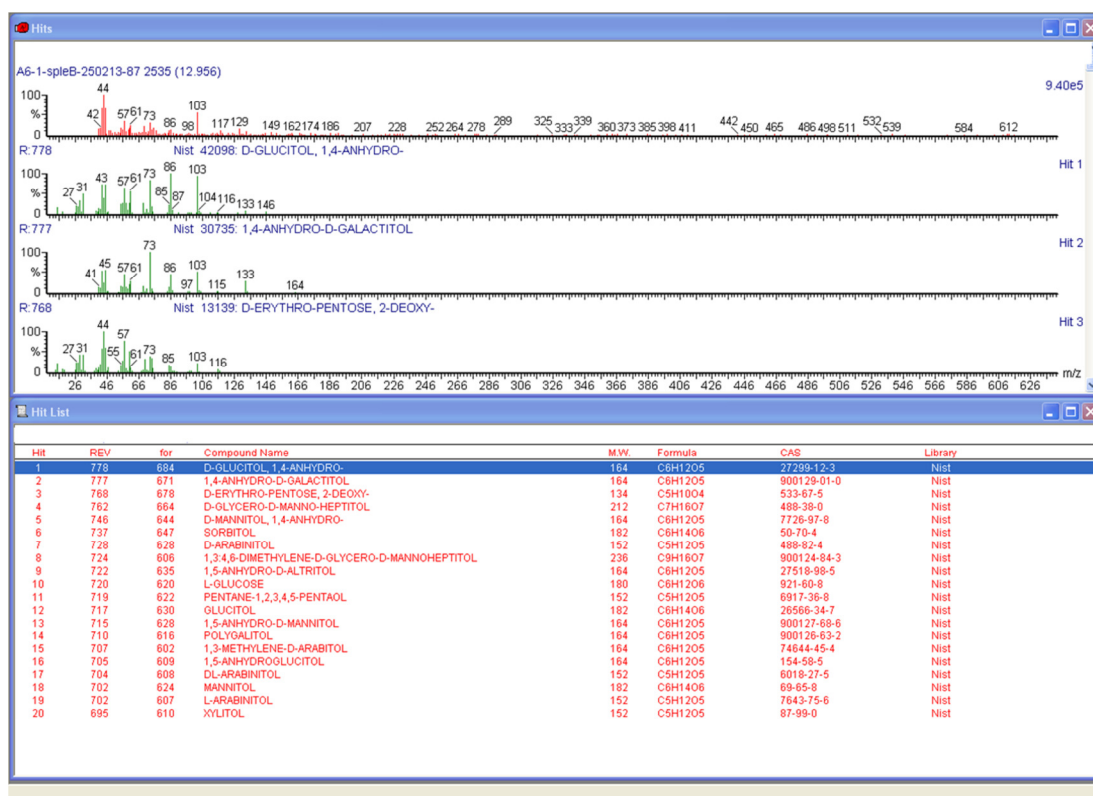 Hits
A6-1-spleB-250213-87 2535 (12.956)
9.40e5
100
%
0
42 44 57 61 73 86 98 103 117 129 149 162 174 186 207 228 252 264 278 289 325 333 339 360 373 385 398 411 442 450 465 486 498 511 532 539 584 612
R:778 Nist 42098: D-GLUCITOL, 1,4-ANHYDRO- Hit 1
100
%
0
27 31 43 57 61 73 85 86 87 103 104 116 133 146
R:777 Nist 30735: 1,4-ANHYDRO-D-GALACTITOL Hit 2
100
%
0
41 45 57 61 73 86 97 103 115 133 164
R:768 Nist 13139: D-ERYTHRO-PENTOSE, 2-DEOXY- Hit 3
100
%
0
27 31 44 55 57 61 73 85 103 116
m/z
26 46 66 86 106 126 146 166 186 206 226 246 266 286 306 326 346 366 386 406 426 446 466 486 506 526 546 566 586 606 626
Hit List
Hit REV for Compound Name M.W. Formula CAS Library
1 778 684 D-GLUCITOL, 1,4-ANHYDRO- 164 C6H12O5 27299-12-3 Nist
2 777 671 1,4-ANHYDRO-D-GALACTITOL 164 C6H12O5 900129-01-0 Nist
3 768 678 D-ERYTHRO-PENTOSE, 2-DEOXY- 134 C5H10O4 533-67-5 Nist
4 762 664 D-GLYCERO-D-MANNO-HEPTITOL 212 C7H16O7 488-38-0 Nist
5 746 644 D-MANNITOL, 1,4-ANHYDRO- 164 C6H12O5 7726-97-8 Nist
6 737 647 SORBITOL 182 C6H14O6 50-70-4 Nist
7 728 628 D-ARABINITOL 152 C5H12O5 488-82-4 Nist
8 724 606 1,3:4,6-DIMETHYLENE-D-GLYCERO-D-MANNOHEPTITOL 236 C9H16O7 900124-84-3 Nist
9 722 635 1,5-ANHYDRO-D-ALTRITOL 164 C6H12O5 27518-98-5 Nist
10 720 620 L-GLUCOSE 180 C6H12O6 921-60-8 Nist
11 719 622 PENTANE-1,2,3,4,5-PENTAOL 152 C5H12O5 6917-36-8 Nist
12 717 630 GLUCITOL 182 C6H14O6 26566-34-7 Nist
13 715 628 1,5-ANHYDRO-D-MANNITOL 164 C6H12O5 900127-68-6 Nist
14 710 616 POLYGALITOL 164 C6H12O5 900126-63-2 Nist
15 707 602 1,3-METHYLENE-D-ARABITOL 164 C6H12O5 74644-45-4 Nist
16 705 609 1,5-ANHYDROGLUCITOL 164 C6H12O5 154-58-5 Nist
17 704 608 DL-ARABINITOL 152 C5H12O5 6018-27-5 Nist
18 702 624 MANNITOL 182 C6H14O6 69-65-8 Nist
19 702 607 L-ARABINITOL 152 C5H12O5 7643-75-6 Nist
20 695 610 XYLITOL 152 C5H12O5 87-99-0 Nist